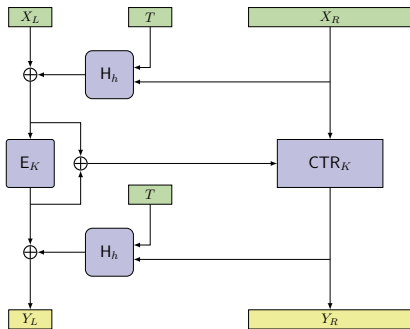 X_L T X_R
H_h
E_K CTR_K
T
H_h
Y_L Y_R